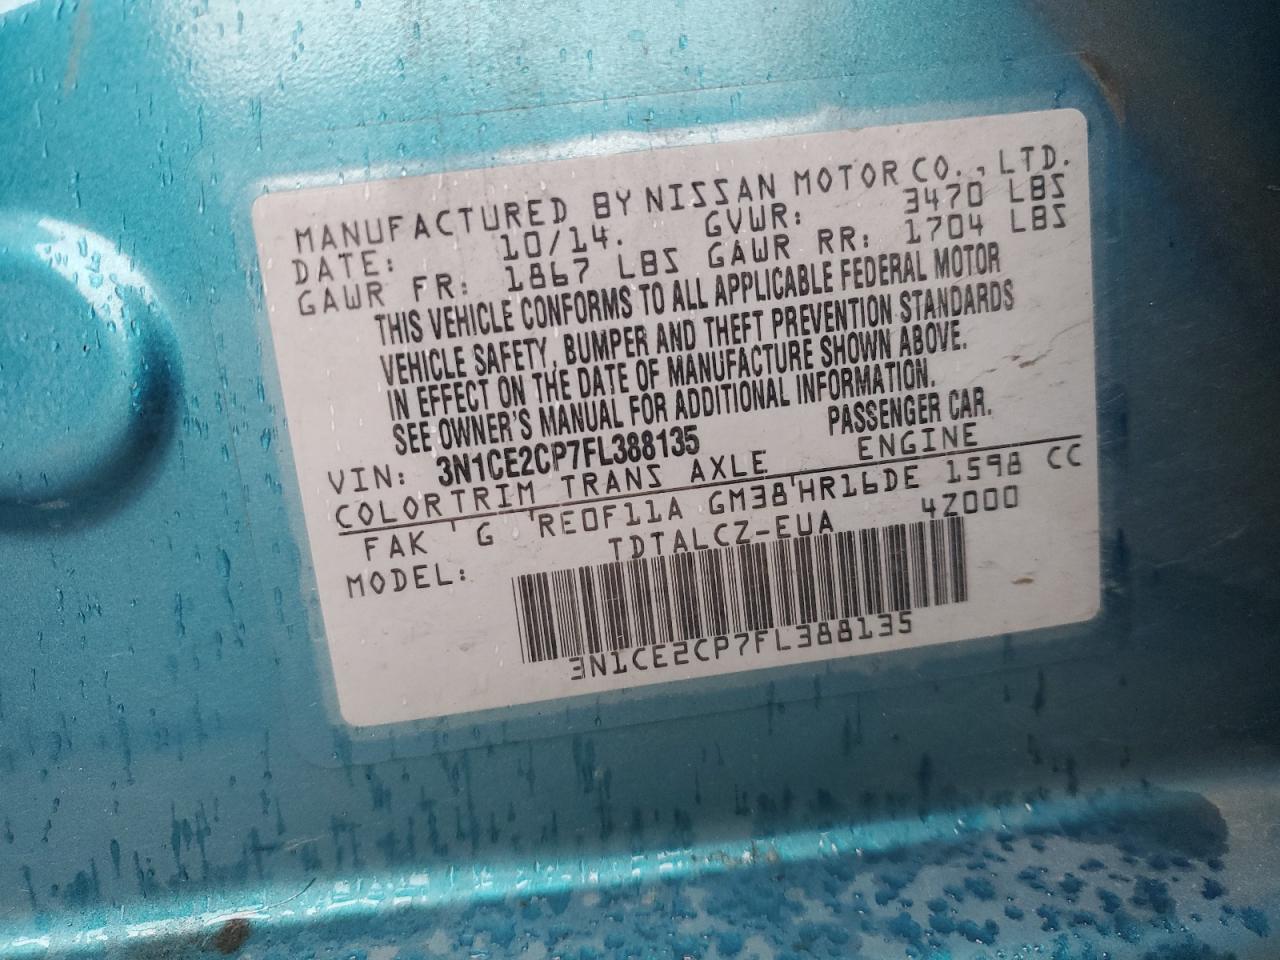 MANUFACTURED BY NISSAN MOTOR CO., LTD.
DATE: 10/14. GVWR: 3470 LBS
GAWR FR: 1867 LBS GAWR RR: 1704 LBS
THIS VEHICLE CONFORMS TO ALL APPLICABLE FEDERAL MOTOR
VEHICLE SAFETY, BUMPER AND THEFT PREVENTION STANDARDS
IN EFFECT ON THE DATE OF MANUFACTURE SHOWN ABOVE.
SEE OWNER'S MANUAL FOR ADDITIONAL INFORMATION.
VIN: 3N1CE2CP7FL388135 PASSENGER CAR.
COLOR TRIM TRANS AXLE ENGINE
FAK G RE0F11A GM38 HR16DE 1598 CC
MODEL: TDTALCZ-EUA 4Z000
3N1CE2CP7FL388135